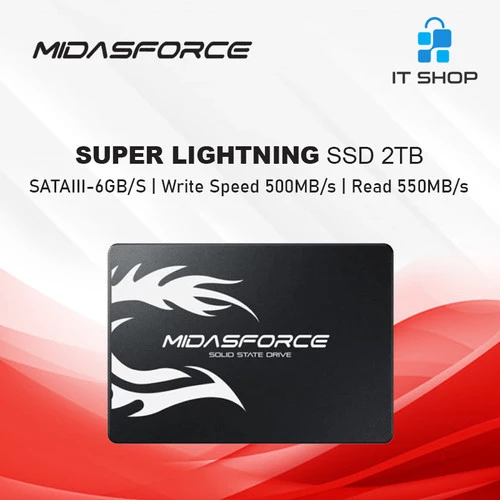 MIDASFORCE
IT SHOP
SUPER LIGHTNING SSD 2TB
SATAIII-6GB/S | Write Speed 500MB/s | Read 550MB/s
MIDASFORCE
SOLID STATE DRIVE